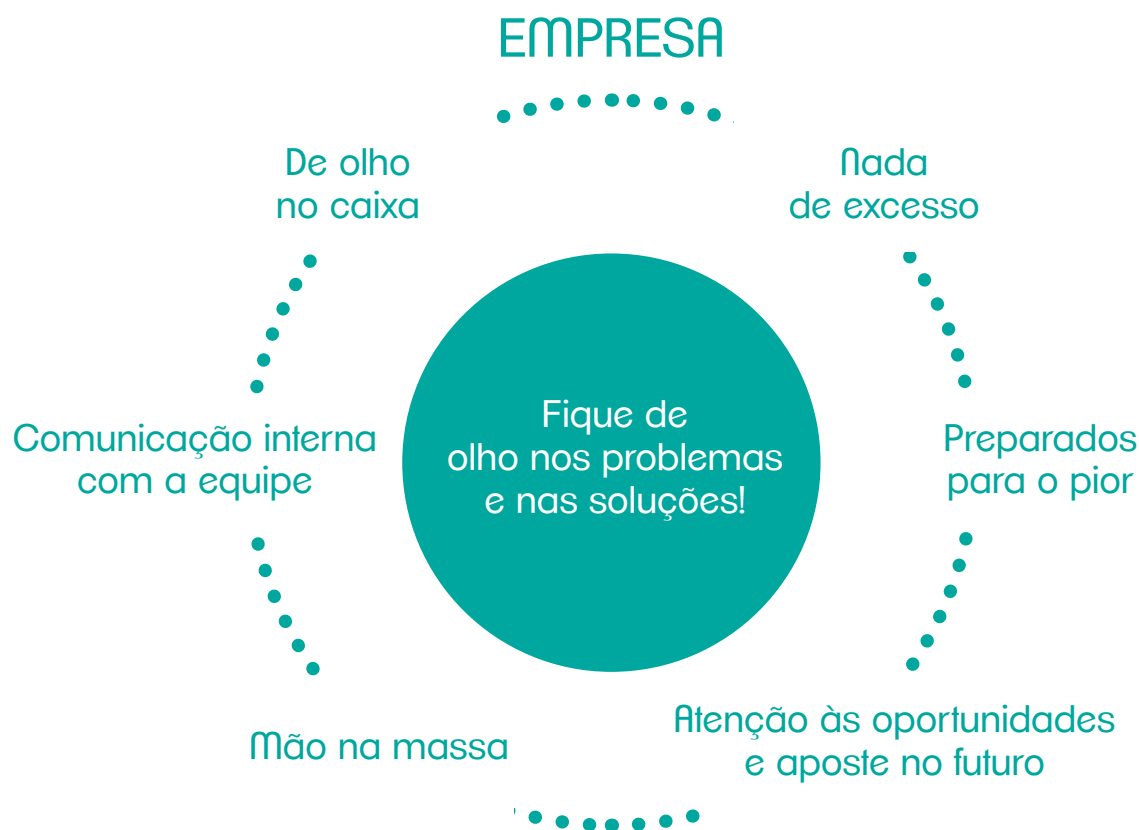 EMPRESA
De olho
no caixa
Nada
de excesso
Comunicação interna
com a equipe
Fique de
olho nos problemas
e nas soluções!
Preparados
para o pior
Mão na massa
Atenção às oportunidades
e aposte no futuro